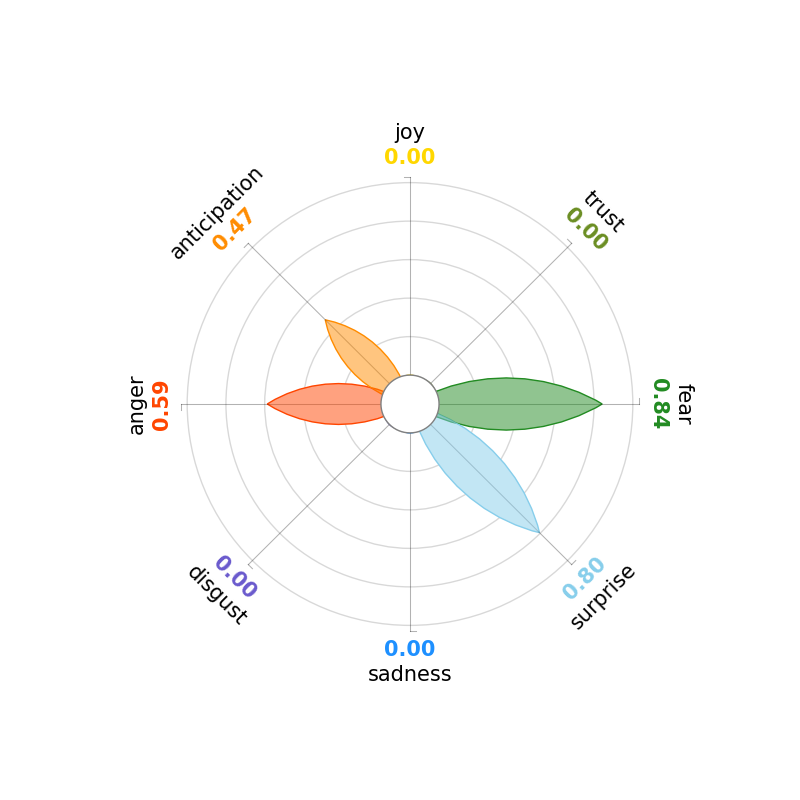 joy
0.00
trust
0.00
fear
0.84
surprise
0.80
sadness
0.00
disgust
0.00
anger
0.59
anticipation
0.47